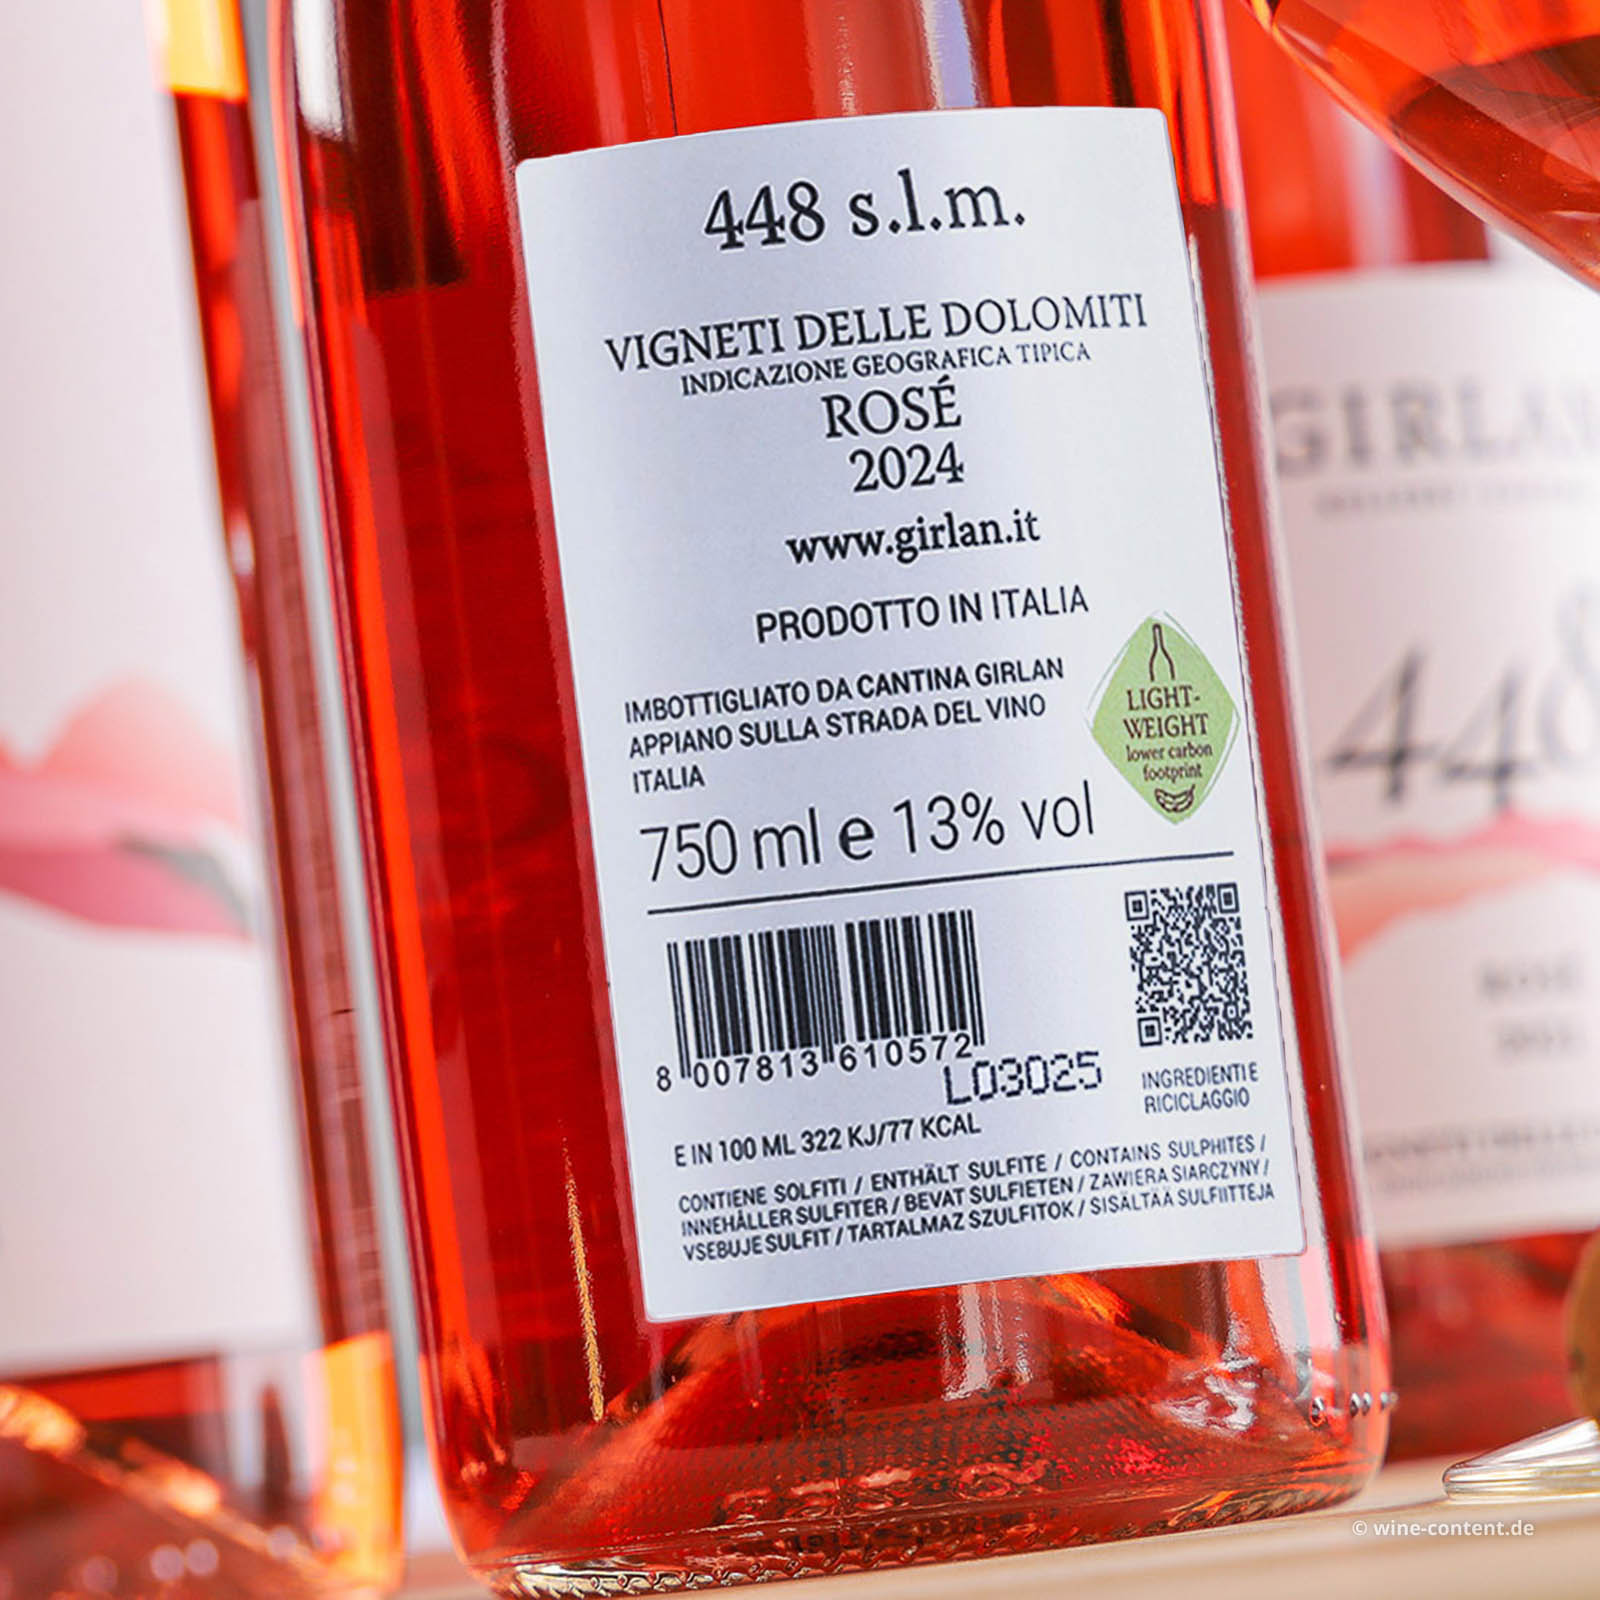 448 s.l.m.
VIGNETI DELLE DOLOMITI
INDICAZIONE GEOGRAFICA TIPICA
ROSÉ
2024
www.girlan.it
PRODOTTO IN ITALIA
IMBOTTIGLIATO DA CANTINA GIRLAN
APPIANO SULLA STRADA DEL VINO
ITALIA
LIGHT-
WEIGHT
lower carbon
footprint
750 ml e 13% vol
8 007813 610572
L03025
INGREDIENTI E
RICICLAGGIO
E IN 100 ML 322 KJ/77 KCAL
CONTIENE SOLFITI / ENTHÄLT SULFITE / CONTAINS SULPHITES /
INNEHÅLLER SULFITER / BEVAT SULFIETEN / ZAWIERA SIARCZYNY /
VSEBUJE SULFIT / TARTALMAZ SZULFITOK / SISÄLTÄÄ SULFIITTEJA
GIRLAN
448
ROSÉ
© wine-content.de